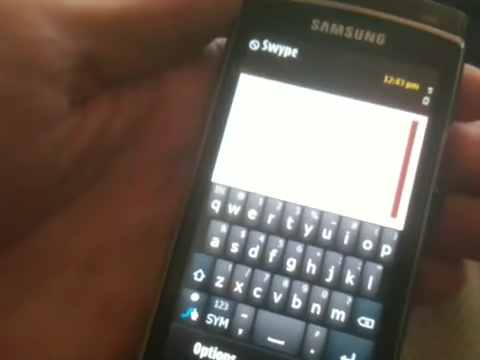 SAMSUNG
Swype
12:43 pm
q w e r t y u i o p
a s d f g h j k l
z x c v b n m
123
SYM
Options